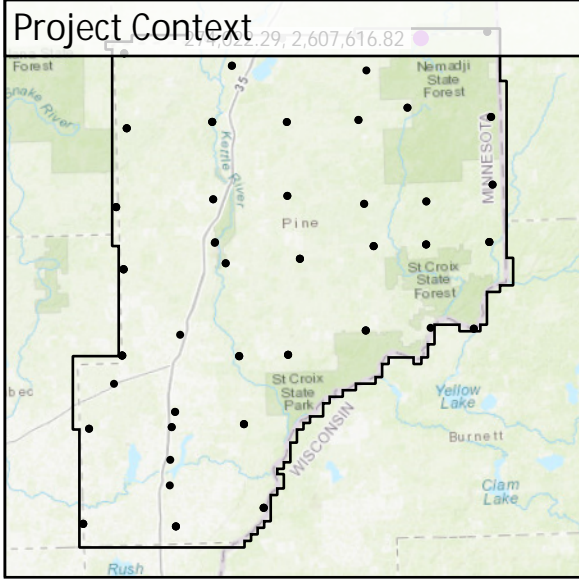 Project Context
274,622.29, 2,607,616.82
Forest
Nemadji
State
Forest
Snake River
35
Kettle River
MINNESOTA
Pine
St Croix
State
Forest
St Croix
State
Park
bec
WISCONSIN
Yellow
Lake
Burnett
Clam
Lake
Rush